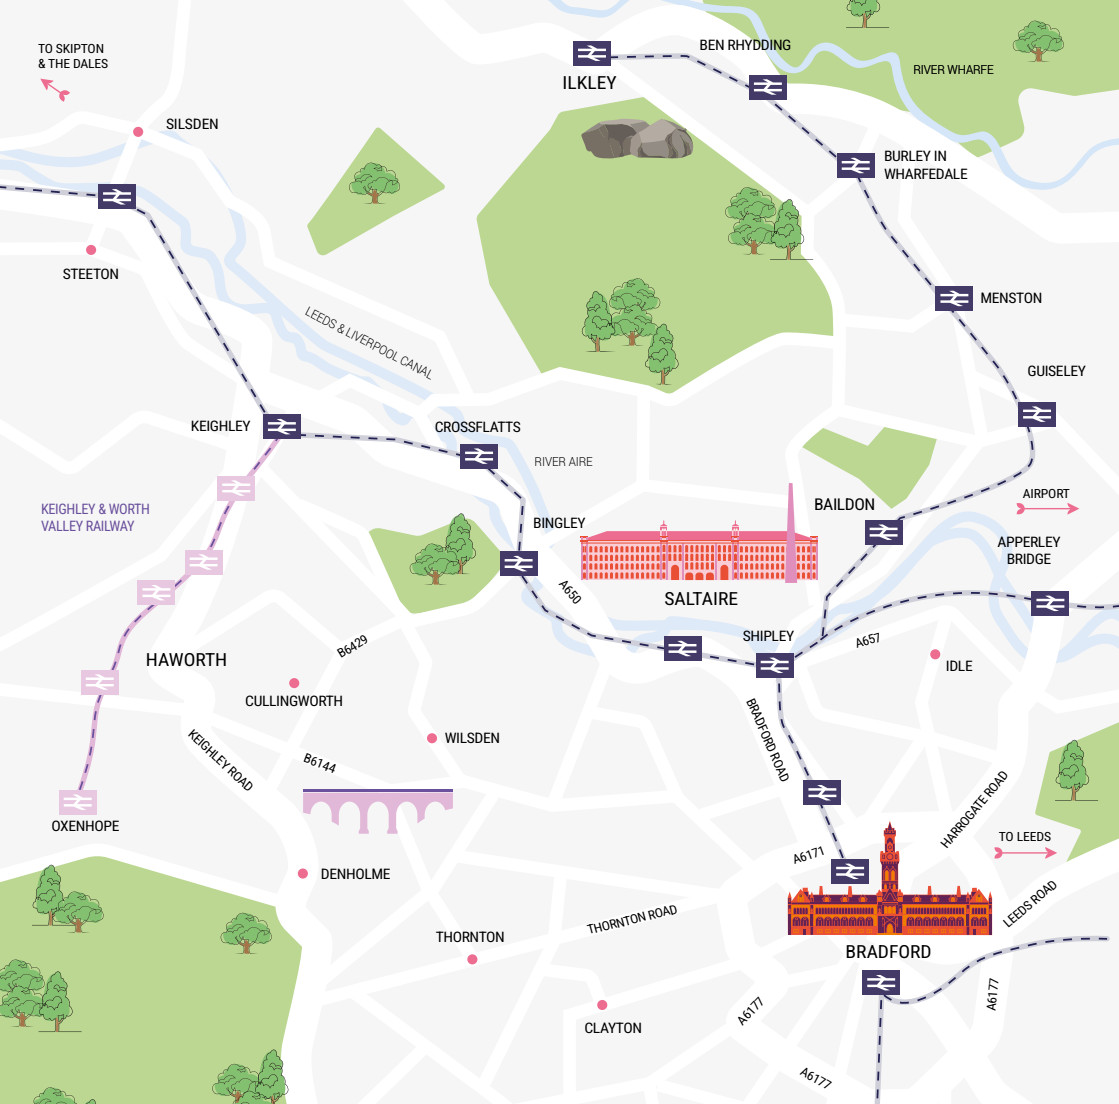 TO SKIPTON
& THE DALES
BEN RHYDDING
ILKLEY
RIVER WHARFE
SILSDEN
BURLEY IN
WHARFEDALE
STEETON
MENSTON
LEEDS & LIVERPOOL CANAL
GUISELEY
KEIGHLEY
CROSSFLATTS
RIVER AIRE
AIRPORT
KEIGHLEY & WORTH
VALLEY RAILWAY
BAILDON
BINGLEY
APPERLEY
BRIDGE
A650
SALTAIRE
SHIPLEY
A657
HAWORTH
B6429
IDLE
CULLINGWORTH
BRADFORD ROAD
WILSDEN
KEIGHLEY ROAD
B6144
HARROGATE ROAD
OXENHOPE
TO LEEDS
A6171
DENHOLME
LEEDS ROAD
THORNTON ROAD
THORNTON
BRADFORD
A6177
A6177
CLAYTON
A6177